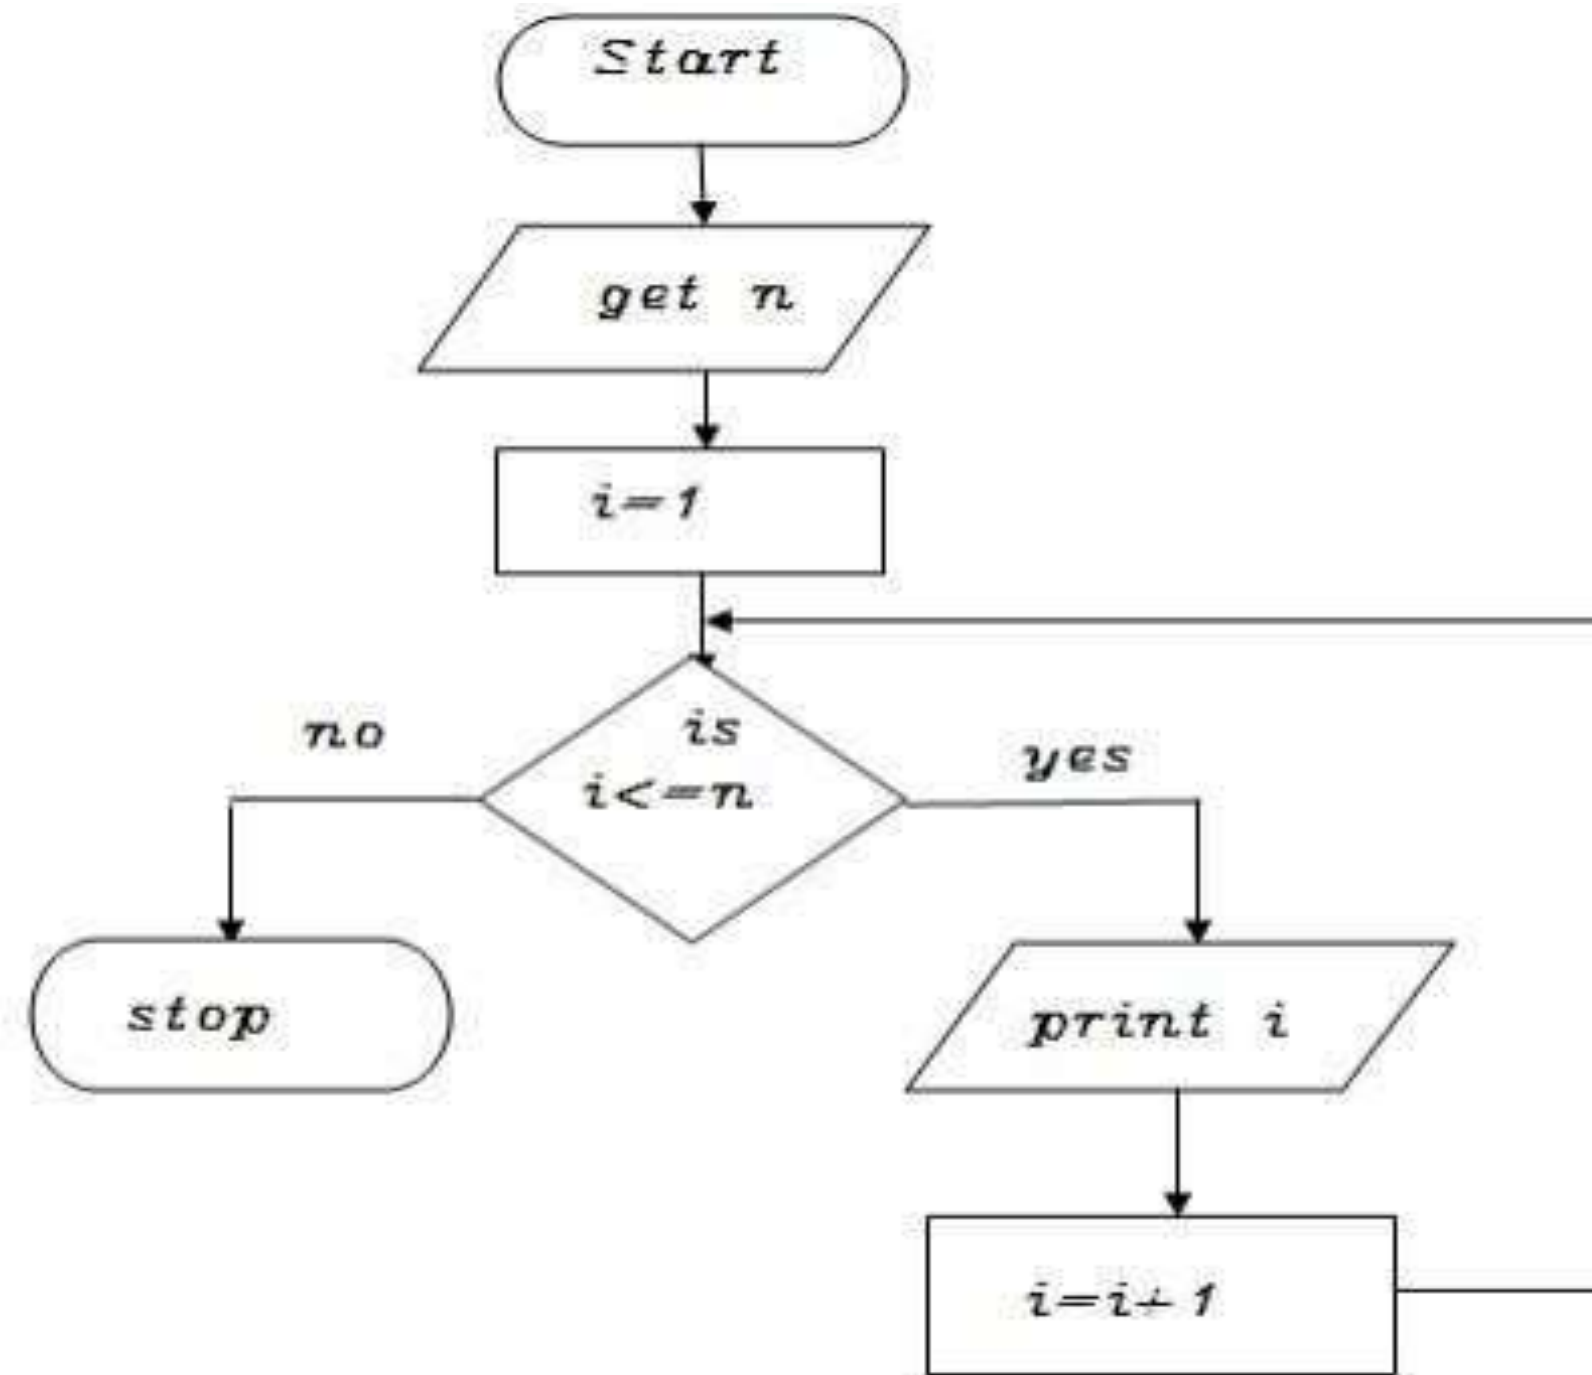 Start
get n
i=1
is
i<=n
no
yes
stop
print i
i=i+1